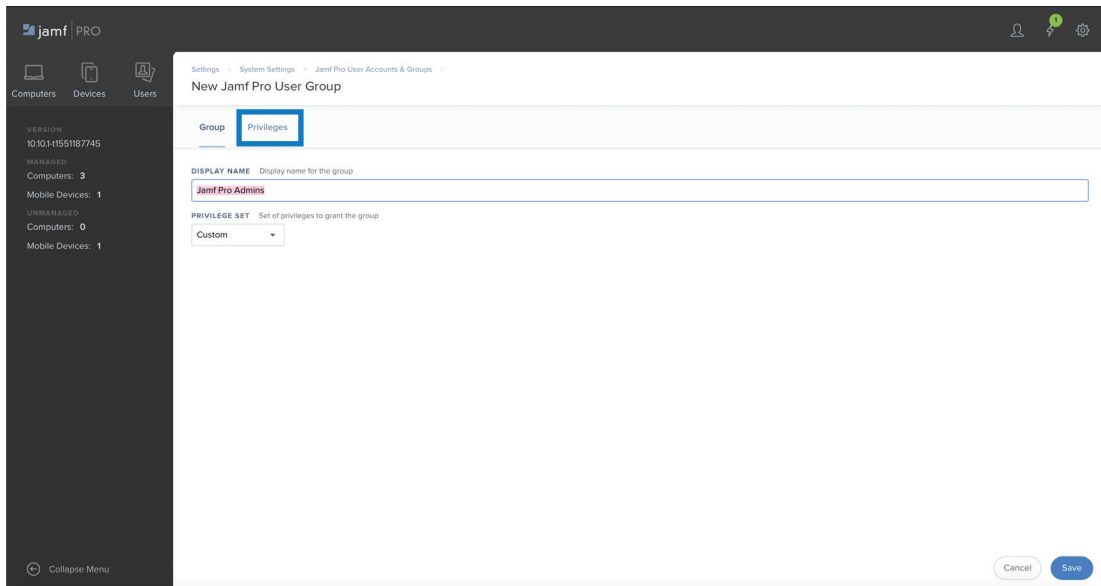 jamf PRO
1
Computers
Devices
Users
VERSION
10.10.1-t1551187745
MANAGED
Computers: 3
Mobile Devices: 1
UNMANAGED
Computers: 0
Mobile Devices: 1
Collapse Menu
Settings › System Settings › Jamf Pro User Accounts & Groups ›
New Jamf Pro User Group
Group
Privileges
DISPLAY NAME Display name for the group
Jamf Pro Admins
PRIVILEGE SET Set of privileges to grant the group
Custom
Cancel
Save